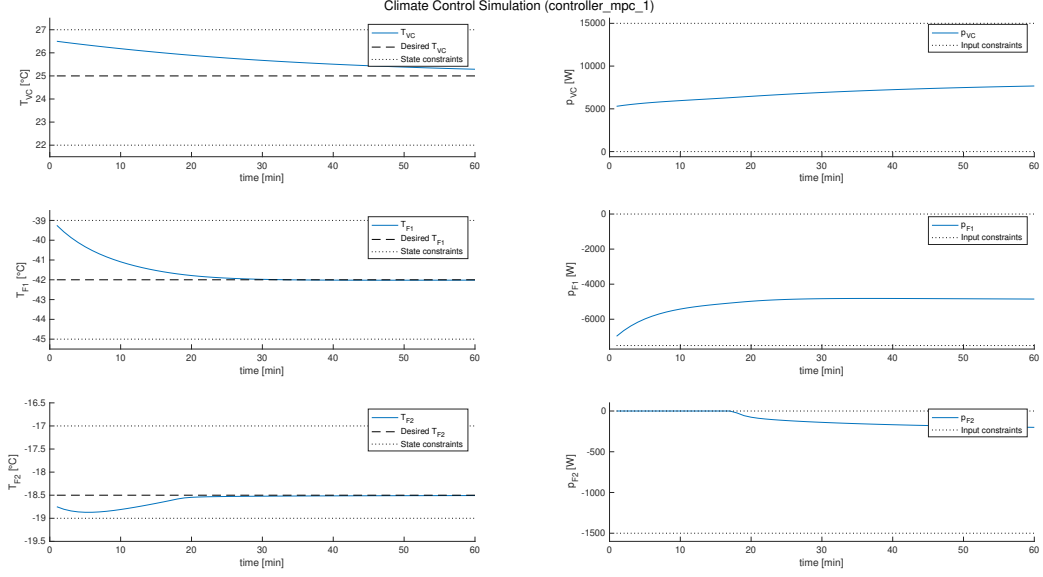 Climate Control Simulation (controller_mpc_1)
27
26
25
24
23
22
T_VC [°C]
0 10 20 30 40 50 60
time [min]
T_VC
Desired T_VC
State constraints
15000
10000
5000
0
p_VC [W]
0 10 20 30 40 50 60
time [min]
p_VC
Input constraints
-39
-40
-41
-42
-43
-44
-45
T_F1 [°C]
0 10 20 30 40 50 60
time [min]
T_F1
Desired T_F1
State constraints
0
-2000
-4000
-6000
p_F1 [W]
0 10 20 30 40 50 60
time [min]
p_F1
Input constraints
-16.5
-17
-17.5
-18
-18.5
-19
-19.5
T_F2 [°C]
0 10 20 30 40 50 60
time [min]
T_F2
Desired T_F2
State constraints
0
-500
-1000
-1500
p_F2 [W]
0 10 20 30 40 50 60
time [min]
p_F2
Input constraints